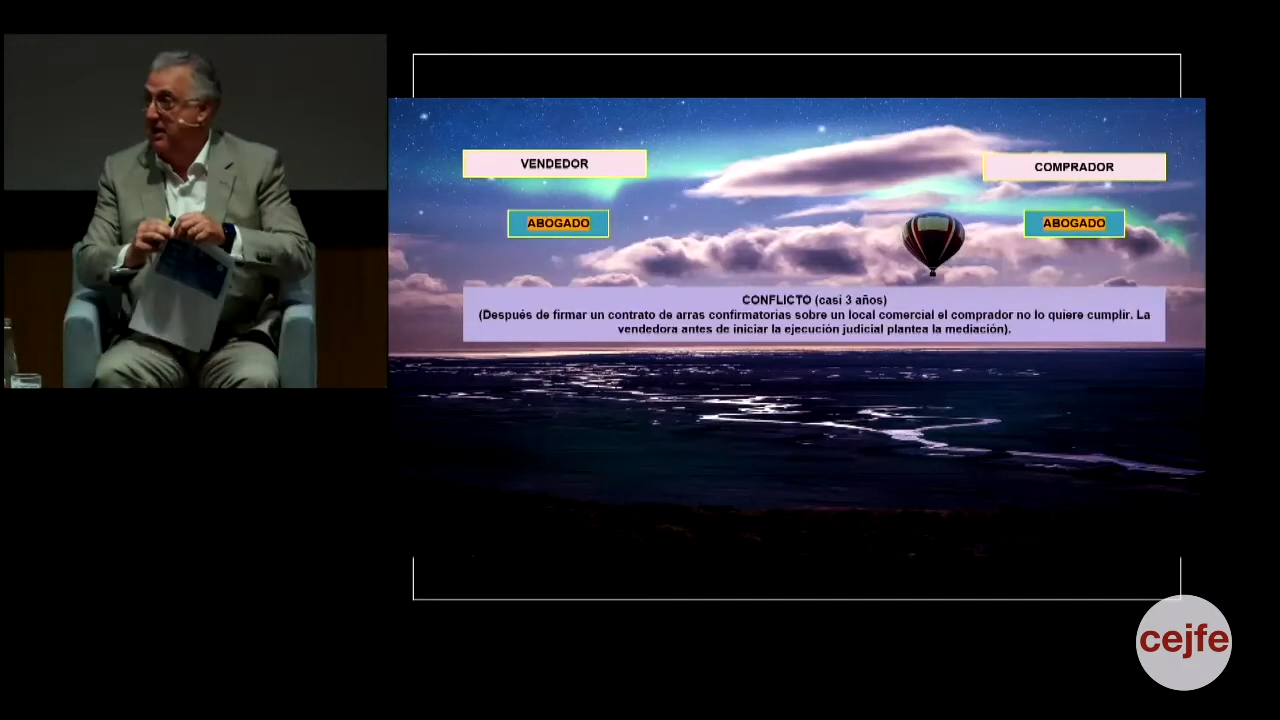 VENDEDOR
COMPRADOR
ABOGADO
ABOGADO
CONFLICTO (casi 3 años)
(Después de firmar un contrato de arras confirmatorias sobre un local comercial el comprador no lo quiere cumplir. La
vendedora antes de iniciar la ejecución judicial plantea la mediación).
cejfe